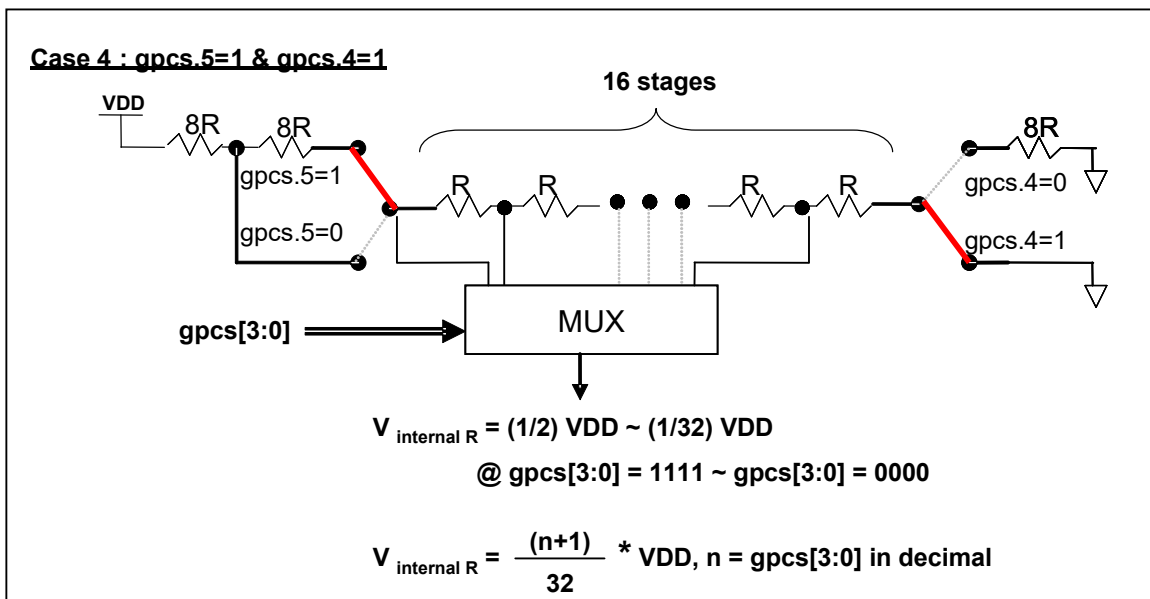 Case 4 : gpcs.5=1 & gpcs.4=1
16 stages
VDD
8R 8R 8R
gpcs.5=1 R R R R gpcs.4=0
gpcs.5=0 gpcs.4=1
MUX
gpcs[3:0]
V internal R = (1/2) VDD ~ (1/32) VDD
@ gpcs[3:0] = 1111 ~ gpcs[3:0] = 0000
V internal R = (n+1) / 32 * VDD, n = gpcs[3:0] in decimal